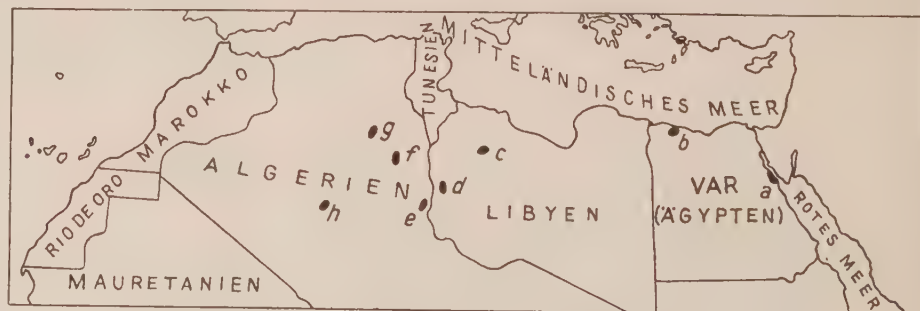 MITTELÄNDISCHES MEER
TUNESIEN
MAROKKO
g
f
c
b
ALGERIEN
d
VAR
a
(ÄGYPTEN)
RIO DE ORO
h
e
LIBYEN
ROTES MEER
MAURETANIEN